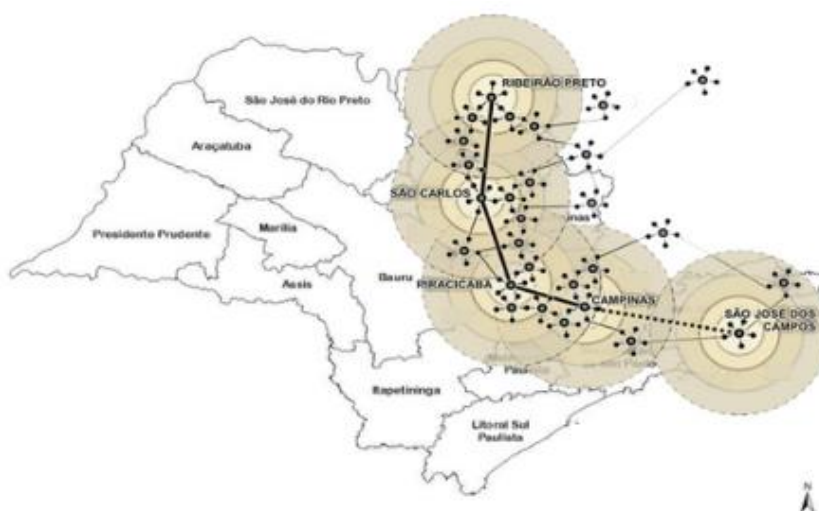 RIBEIRÃO PRETO
São José do Rio Preto
Araçatuba
SÃO CARLOS
Presidente Prudente
Marília
inas
Assis
Bauru
PIRACICABA
CAMPINAS
SÃO JOSÉ DOS
CAMPOS
Itapetininga
Litoral Sul
Paulista
N